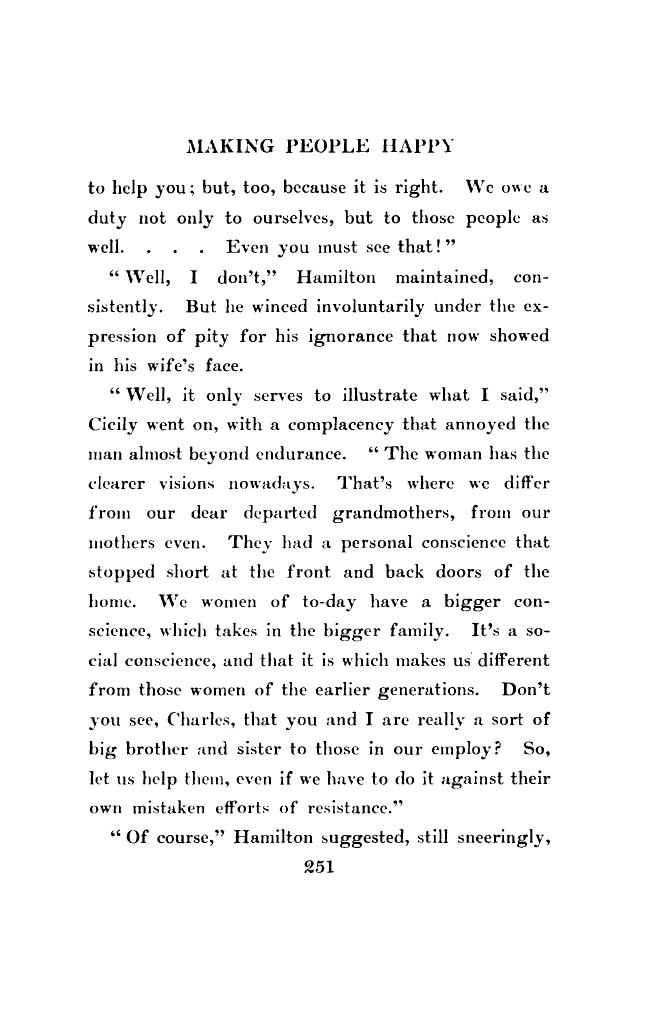 MAKING PEOPLE HAPPY
to help you; but, too, because it is right. We owe a
duty not only to ourselves, but to those people as
well. . . . Even you must see that!”
“Well, I don't,” Hamilton maintained, con-
sistently. But he winced involuntarily under the ex-
pression of pity for his ignorance that now showed
in his wife's face.
“Well, it only serves to illustrate what I said,”
Cicily went on, with a complacency that annoyed the
man almost beyond endurance. “The woman has the
clearer visions nowadays. That's where we differ
from our dear departed grandmothers, from our
mothers even. They had a personal conscience that
stopped short at the front and back doors of the
home. We women of to-day have a bigger con-
science, which takes in the bigger family. It's a so-
cial conscience, and that it is which makes us different
from those women of the earlier generations. Don't
you see, Charles, that you and I are really a sort of
big brother and sister to those in our employ? So,
let us help them, even if we have to do it against their
own mistaken efforts of resistance.”
“Of course,” Hamilton suggested, still sneeringly,
251